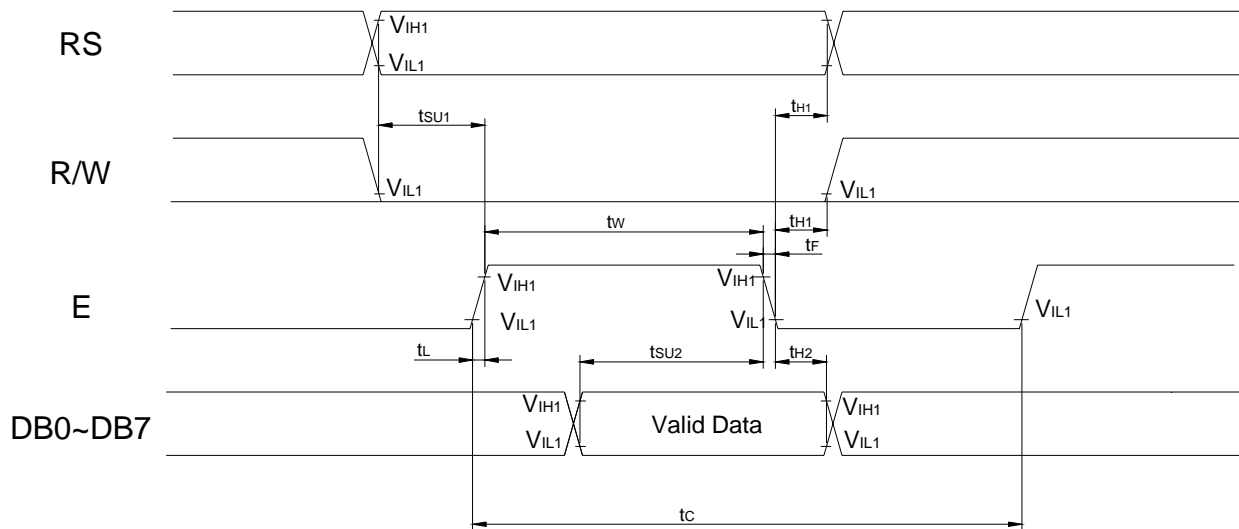 RS
VIH1
VIL1
tSU1
tH1
R/W
VIL1
VIL1
tW
tH1
tF
E
VIH1
VIH1
VIL1
VIL1
VIL1
tL
tSU2
tH2
DB0~DB7
VIH1
Valid Data
VIH1
VIL1
VIL1
tC